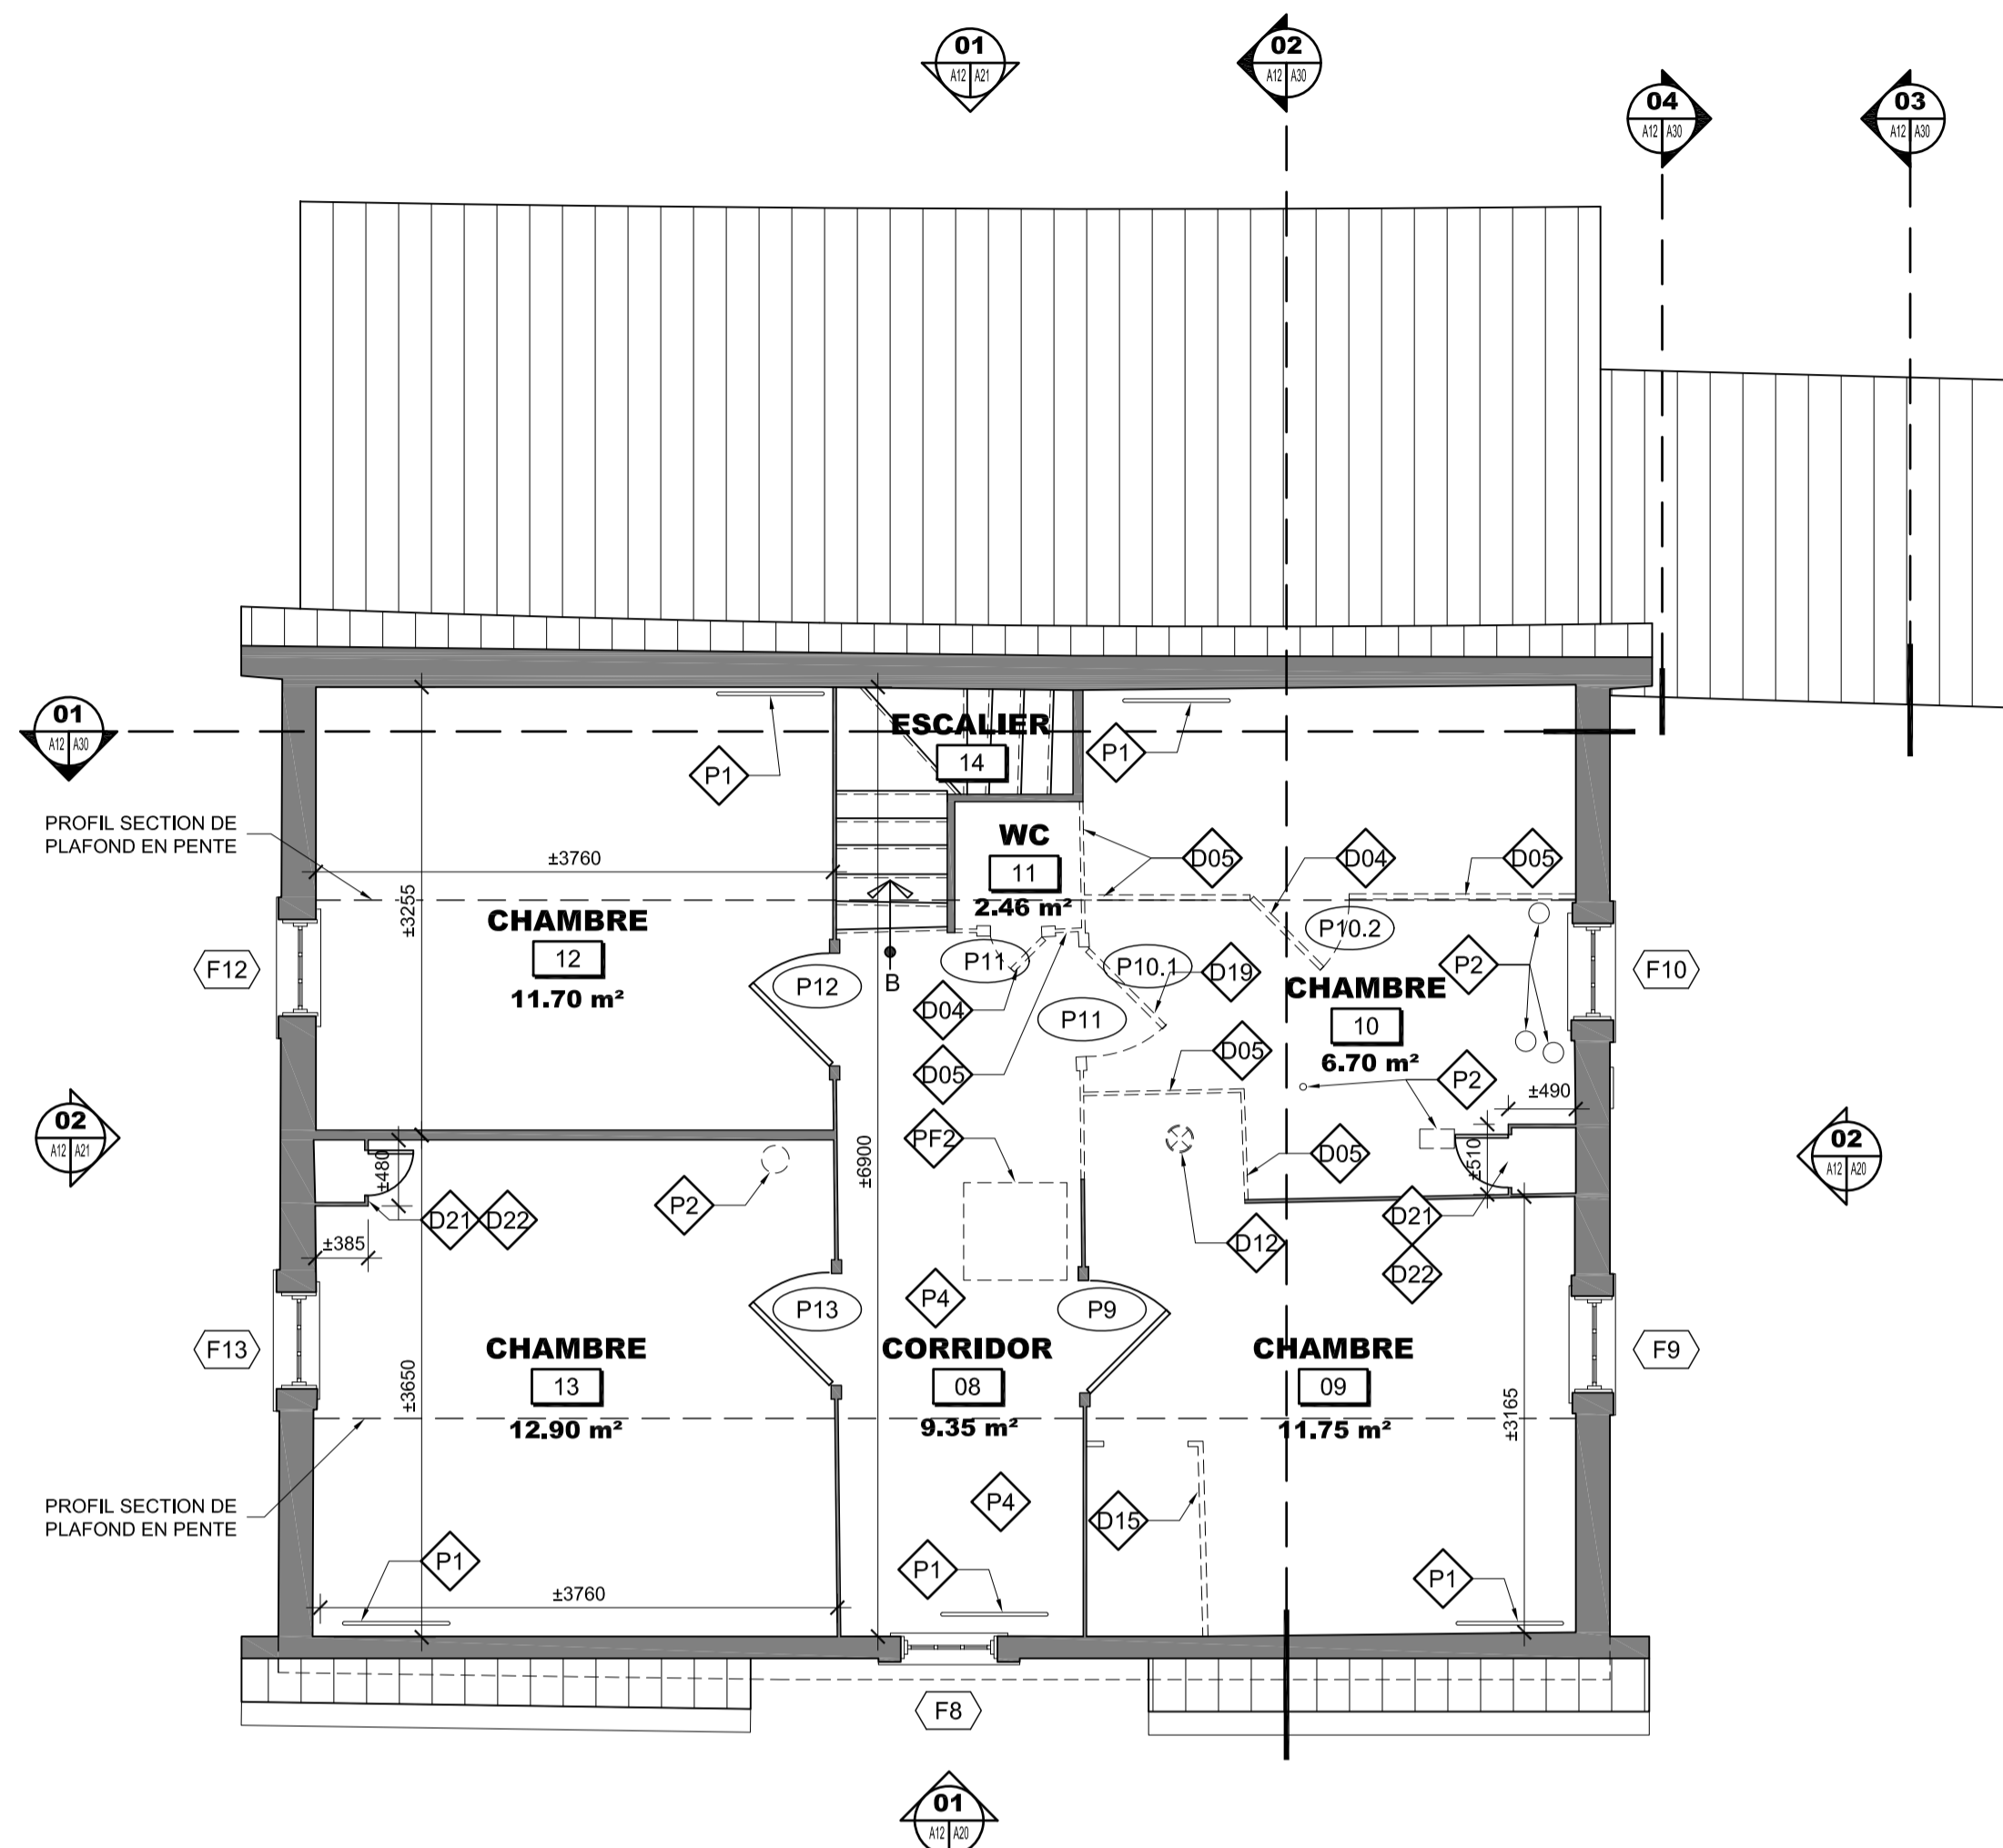 01
A12 A21
02
A12 A30
04
A12 A30
03
A12 A30
01
A12 A30
ESCALIER
14
P1
P1
PROFIL SECTION DE
PLAFOND EN PENTE
±3760
±3255
WC
11
2.46 m²
D05
D04
D05
CHAMBRE
12
11.70 m²
F12
P12
B
P11
P10.1
D19
P10.2
P2
F10
D04
P11
CHAMBRE
10
6.70 m²
D05
D05
P2
±490
±510
02
A12 A21
±480
±6900
PF2
D05
02
A12 A20
P2
D21
D22
D12
D21
D22
±385
P13
P4
P9
F13
F9
CHAMBRE
13
12.90 m²
CORRIDOR
08
9.35 m²
CHAMBRE
09
11.75 m²
±3650
±3165
PROFIL SECTION DE
PLAFOND EN PENTE
P4
D15
P1
P1
P1
±3760
F8
01
A12 A20